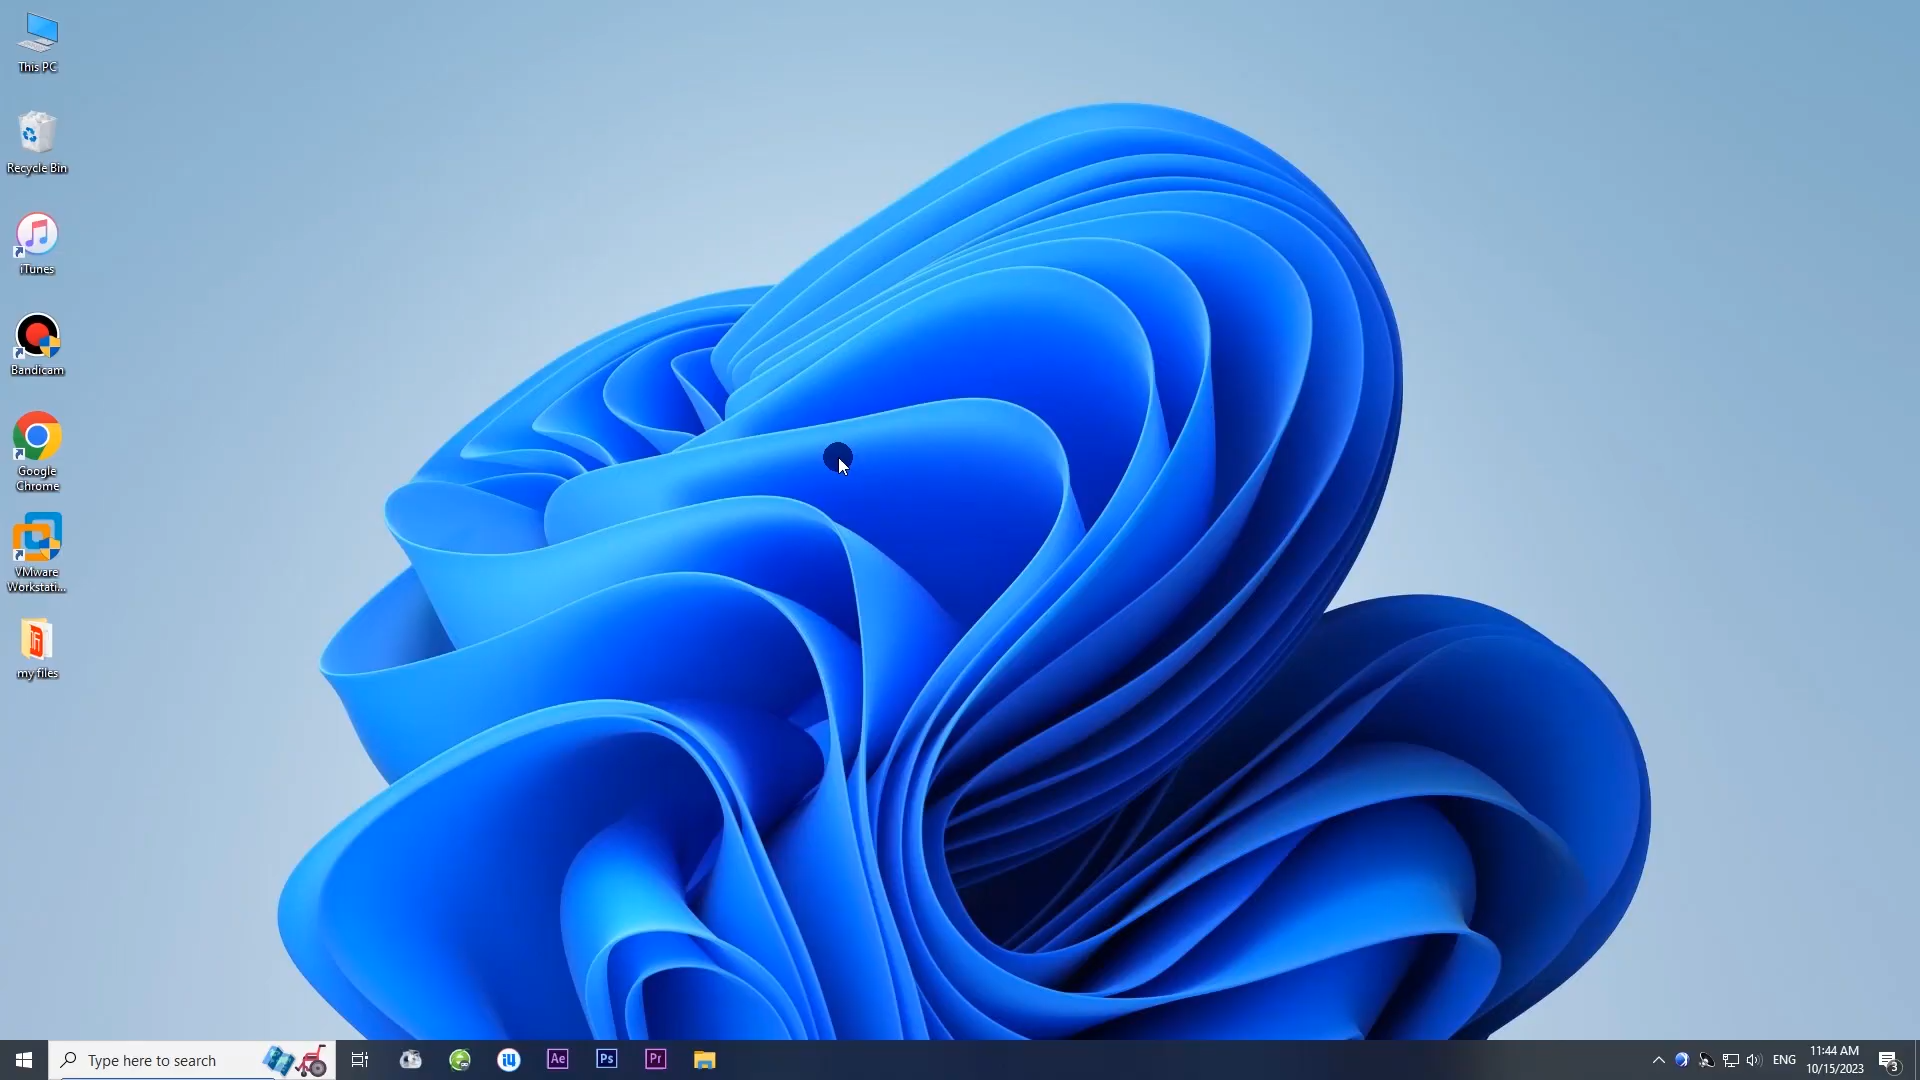 This PC
Recycle Bin
iTunes
Bandicam
Google
Chrome
VMware
Workstati...
my files
Type here to search
Ae
Ps
Pr
ENG
11:44 AM
10/15/2023
3